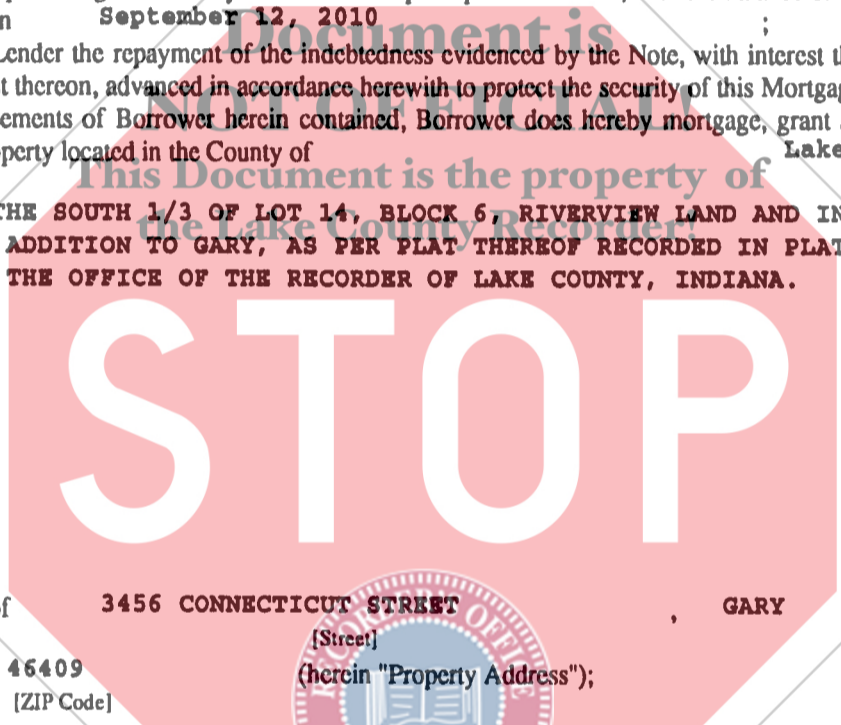 n September 12, 2010 ;
Document is
Lender the repayment of the indebtedness evidenced by the Note, with interest th
t thereon, advanced in accordance herewith to protect the security of this Mortgag
NOT OFFICIAL!
ements of Borrower herein contained, Borrower does hereby mortgage, grant
operty located in the County of Lake
This Document is the property of
THE SOUTH 1/3 OF LOT 14, BLOCK 6, RIVERVIEW LAND AND IN
the Lake County Recorder!
ADDITION TO GARY, AS PER PLAT THEREOF RECORDED IN PLAT
THE OFFICE OF THE RECORDER OF LAKE COUNTY, INDIANA.
STOP
of 3456 CONNECTICUT STREET , GARY
[Street]
RECORDER'S OFFICE
46409 (herein "Property Address");
[ZIP Code]